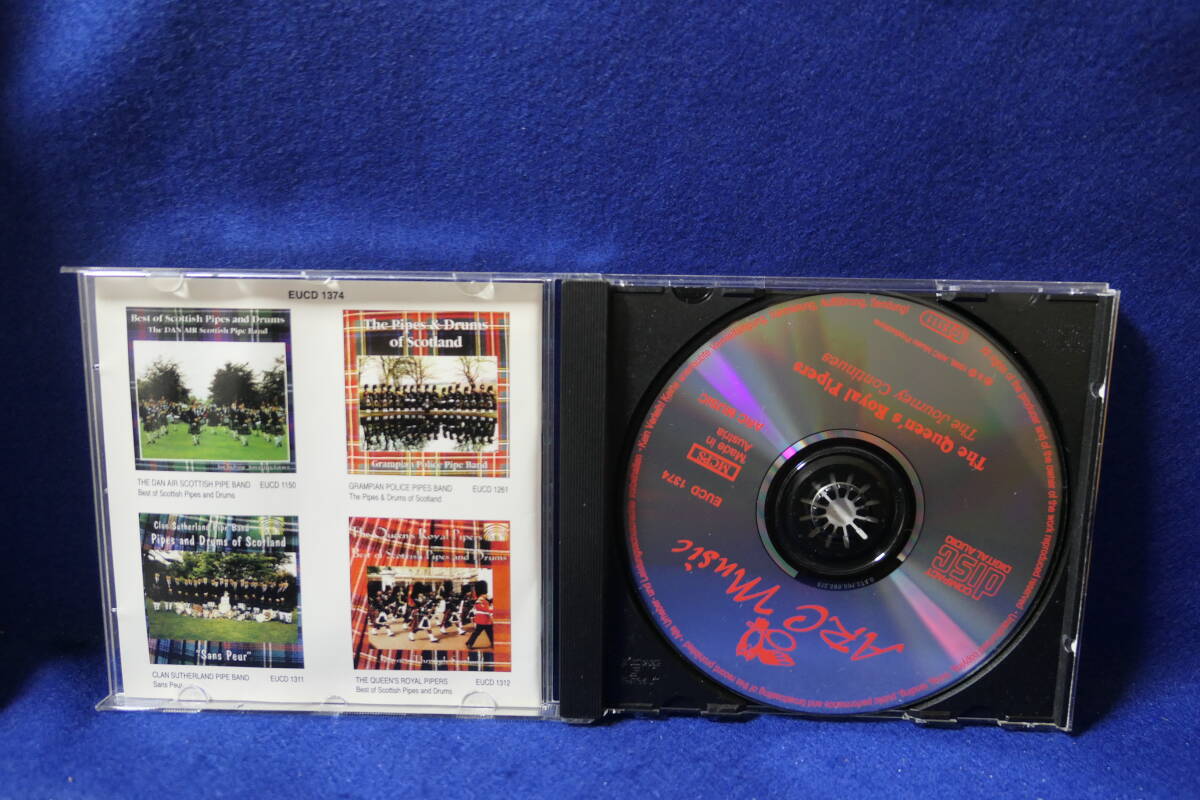 EUCD 1374
Best of Scottish Pipes and Drums
The DAN AIR Scottish Pipe Band
THE DAN AIR SCOTTISH PIPE BAND EUCD 1150
Best of Scottish Pipes and Drums
The Pipes & Drums
of Scotland
Grampian Police Pipe Band
GRAMPIAN POLICE PIPES BAND EUCD 1261
The Pipes & Drums of Scotland
Clan Sutherland Pipe Band
Pipes and Drums of Scotland
"Sans Peur"
CLAN SUTHERLAND PIPE BAND EUCD 1311
Sans Peur
The Queen's Royal Pipers
Best of Scottish Pipes and Drums
THE QUEEN'S ROYAL PIPERS EUCD 1312
Best of Scottish Pipes and Drums
ARC Music
EUCD 1374
MCPS
Made in
Austria
PRO MUSIC
The Queen's Royal Pipers
The Journey Continues
COMPACT
disc
DIGITAL AUDIO